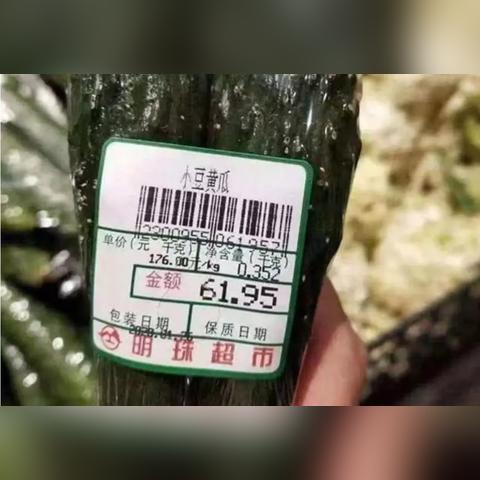 小豆黄瓜
单价(元/千克) 净含量(千克)
176.00元/kg 0.352
金额 61.95
包装日期 保质日期
明珠超市